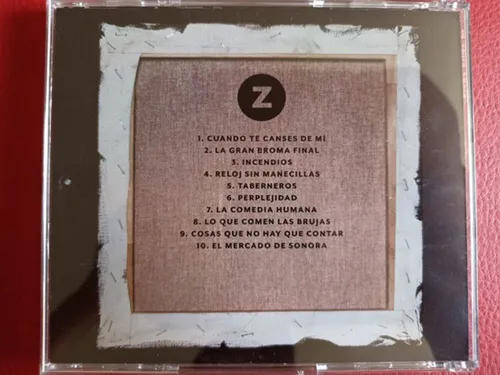 Z
1. CUANDO TE CANSES DE MÍ
2. LA GRAN BROMA FINAL
3. INCENDIOS
4. RELOJ SIN MANECILLAS
5. TABERNEROS
6. PERPLEJIDAD
7. LA COMEDIA HUMANA
8. LO QUE COMEN LAS BRUJAS
9. COSAS QUE NO HAY QUE CONTAR
10. EL MERCADO DE SONORA